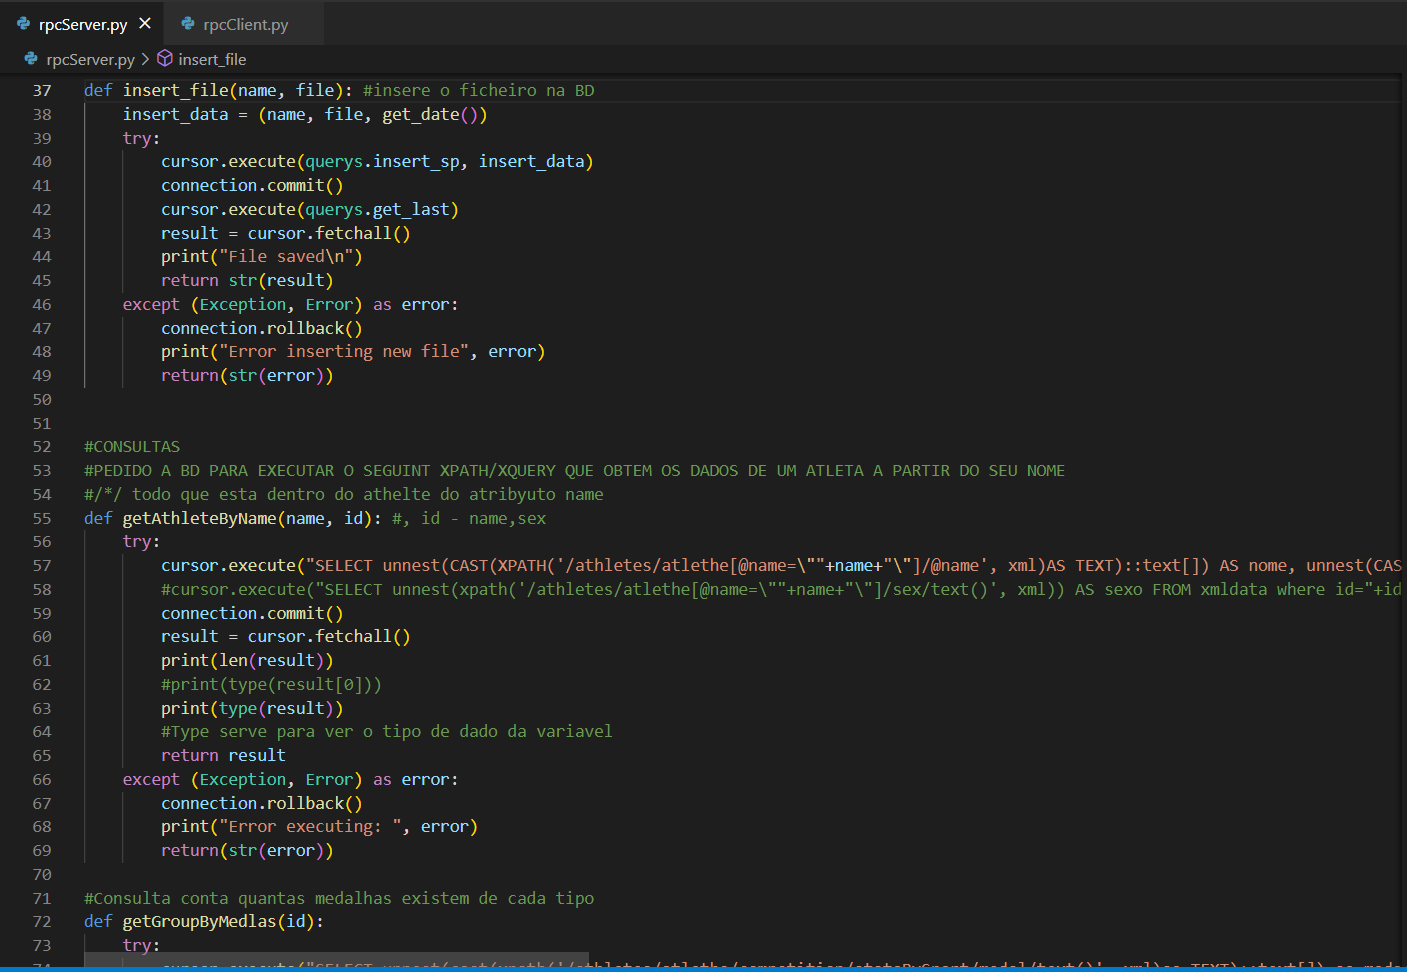 rpcServer.py
rpcClient.py
rpcServer.py > insert_file
37 def insert_file(name, file): #insere o ficheiro na BD
38     insert_data = (name, file, get_date())
39     try:
40         cursor.execute(querys.insert_sp, insert_data)
41         connection.commit()
42         cursor.execute(querys.get_last)
43         result = cursor.fetchall()
44         print("File saved\n")
45         return str(result)
46     except (Exception, Error) as error:
47         connection.rollback()
48         print("Error inserting new file", error)
49         return(str(error))
50
51
52 #CONSULTAS
53 #PEDIDO A BD PARA EXECUTAR O SEGUINT XPATH/XQUERY QUE OBTEM OS DADOS DE UM ATLETA A PARTIR DO SEU NOME
54 #/*/ todo que esta dentro do athelte do atribyuto name
55 def getAthleteByName(name, id): #, id - name,sex
56     try:
57         cursor.execute("SELECT unnest(CAST(XPATH('/athletes/atlethe[@name=\""+name+"\"]/@name', xml)AS TEXT)::text[]) AS nome, unnest(CAS
58         #cursor.execute("SELECT unnest(xpath('/athletes/atlethe[@name=\""+name+"\"]/sex/text()', xml)) AS sexo FROM xmldata where id="+id
59         connection.commit()
60         result = cursor.fetchall()
61         print(len(result))
62         #print(type(result[0]))
63         print(type(result))
64         #Type serve para ver o tipo de dado da variavel
65         return result
66     except (Exception, Error) as error:
67         connection.rollback()
68         print("Error executing: ", error)
69         return(str(error))
70
71 #Consulta conta quantas medalhas existem de cada tipo
72 def getGroupByMedlas(id):
73     try: